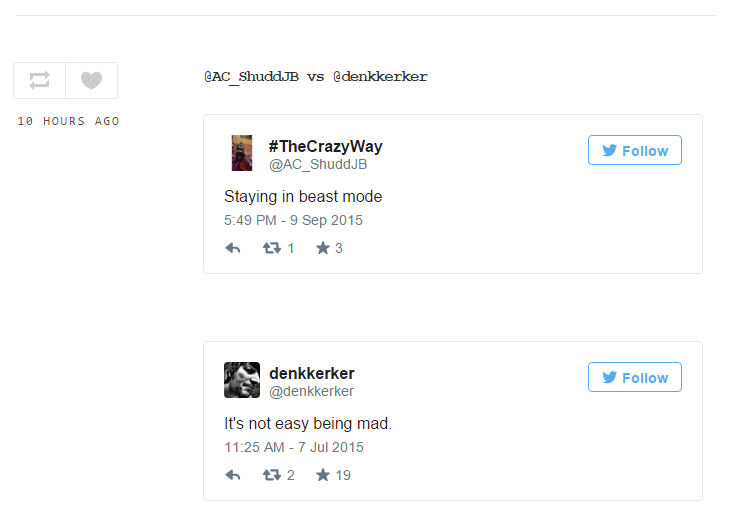 @AC_ShuddJB vs @denkkerker
10 HOURS AGO
#TheCrazyWay
@AC_ShuddJB
Follow
Staying in beast mode
5:49 PM - 9 Sep 2015
1 3
denkkerker
@denkkerker
Follow
It's not easy being mad.
11:25 AM - 7 Jul 2015
2 19